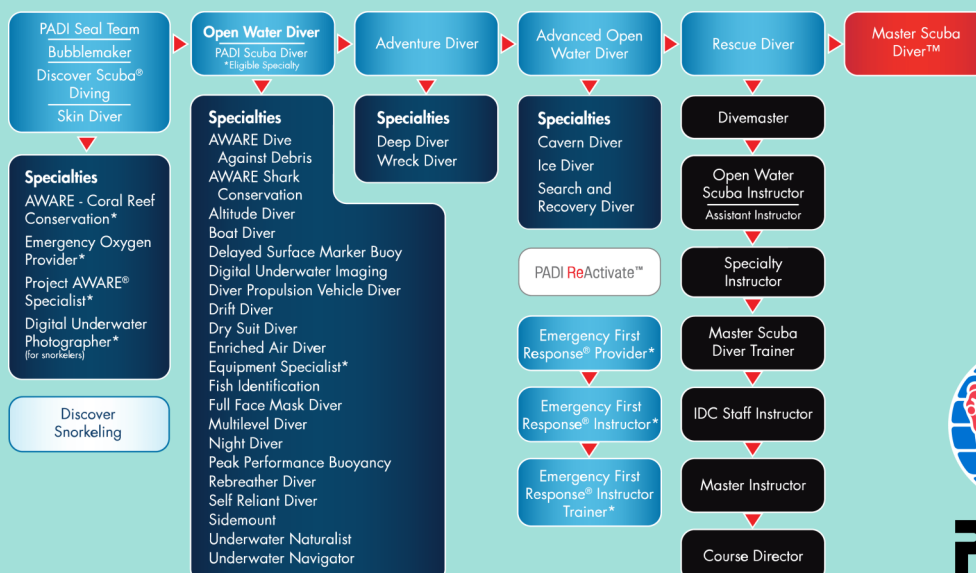 PADI Seal Team
Bubblemaker
Discover Scuba®
Diving
Skin Diver
Open Water Diver
PADI Scuba Diver
*Eligible Specialty
Adventure Diver
Advanced Open
Water Diver
Rescue Diver
Master Scuba
Diver™
Specialties
AWARE - Coral Reef
Conservation*
Emergency Oxygen
Provider*
Project AWARE®
Specialist*
Digital Underwater
Photographer*
(for snorkelers)
Discover
Snorkeling
Specialties
AWARE Dive
Against Debris
AWARE Shark
Conservation
Altitude Diver
Boat Diver
Delayed Surface Marker Buoy
Digital Underwater Imaging
Diver Propulsion Vehicle Diver
Drift Diver
Dry Suit Diver
Enriched Air Diver
Equipment Specialist*
Fish Identification
Full Face Mask Diver
Multilevel Diver
Night Diver
Peak Performance Buoyancy
Rebreather Diver
Self Reliant Diver
Sidemount
Underwater Naturalist
Underwater Navigator
Specialties
Deep Diver
Wreck Diver
Specialties
Cavern Diver
Ice Diver
Search and
Recovery Diver
PADI ReActivate™
Emergency First
Response® Provider*
Emergency First
Response® Instructor*
Emergency First
Response® Instructor
Trainer*
Divemaster
Open Water
Scuba Instructor
Assistant Instructor
Specialty
Instructor
Master Scuba
Diver Trainer
IDC Staff Instructor
Master Instructor
Course Director